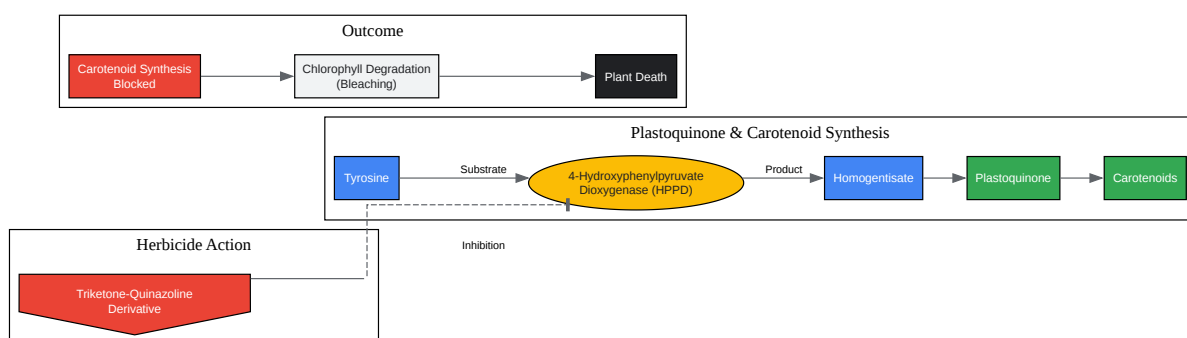 Outcome
Carotenoid Synthesis
Blocked
Chlorophyll Degradation
(Bleaching)
Plant Death
Plastoquinone & Carotenoid Synthesis
Tyrosine
Substrate
4-Hydroxyphenylpyruvate
Dioxygenase (HPPD)
Product
Homogentisate
Plastoquinone
Carotenoids
Inhibition
Herbicide Action
Triketone-Quinazoline
Derivative